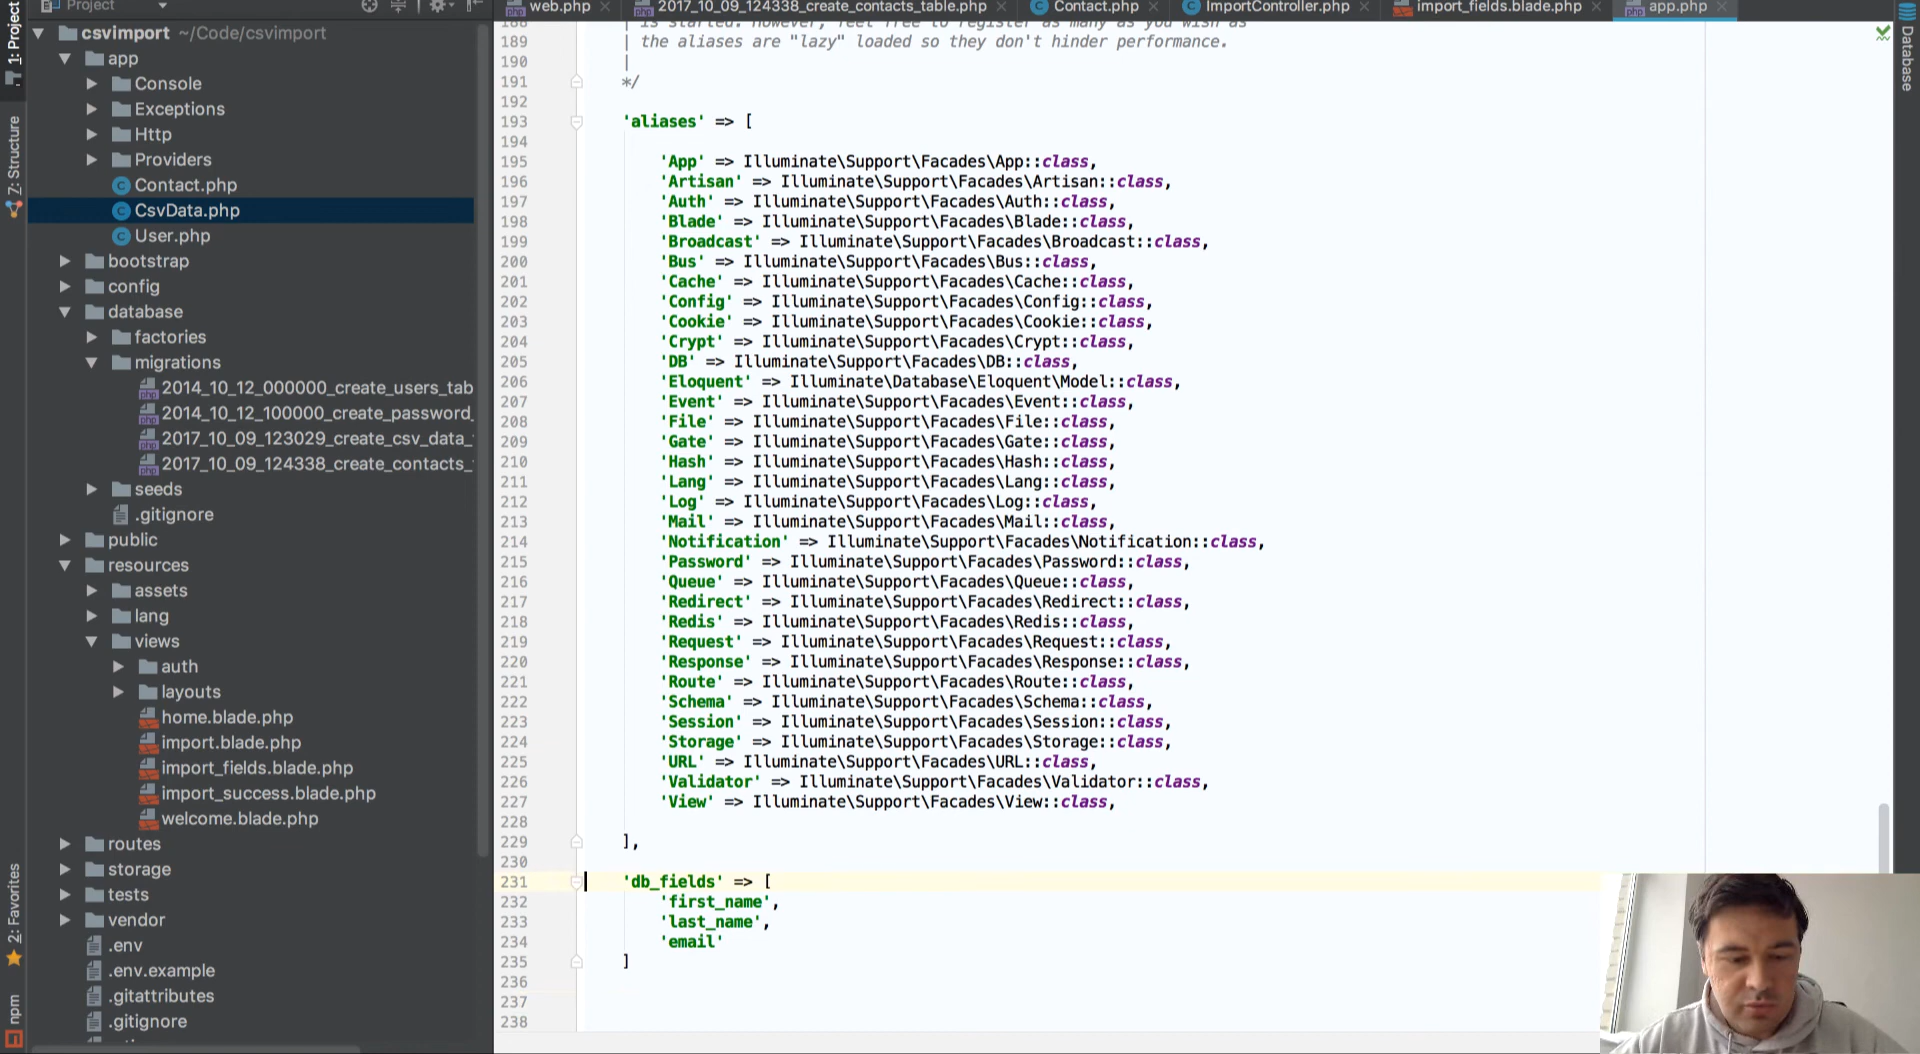 Project
web.php
2017_10_09_124338_create_contacts_table.php
Contact.php
ImportController.php
import_fields.blade.php
app.php
1: Project
7: Structure
2: Favorites
npm
Database
csvimport ~/Code/csvimport
app
Console
Exceptions
Http
Providers
Contact.php
CsvData.php
User.php
bootstrap
config
database
factories
migrations
2014_10_12_000000_create_users_tab
2014_10_12_100000_create_password_
2017_10_09_123029_create_csv_data_
2017_10_09_124338_create_contacts_
seeds
.gitignore
public
resources
assets
lang
views
auth
layouts
home.blade.php
import.blade.php
import_fields.blade.php
import_success.blade.php
welcome.blade.php
routes
storage
tests
vendor
.env
.env.example
.gitattributes
.gitignore
188 | is started. However, feel free to register as many as you wish as
189 | the aliases are "lazy" loaded so they don't hinder performance.
190 |
191 */
192
193 'aliases' => [
194
195 'App' => Illuminate\Support\Facades\App::class,
196 'Artisan' => Illuminate\Support\Facades\Artisan::class,
197 'Auth' => Illuminate\Support\Facades\Auth::class,
198 'Blade' => Illuminate\Support\Facades\Blade::class,
199 'Broadcast' => Illuminate\Support\Facades\Broadcast::class,
200 'Bus' => Illuminate\Support\Facades\Bus::class,
201 'Cache' => Illuminate\Support\Facades\Cache::class,
202 'Config' => Illuminate\Support\Facades\Config::class,
203 'Cookie' => Illuminate\Support\Facades\Cookie::class,
204 'Crypt' => Illuminate\Support\Facades\Crypt::class,
205 'DB' => Illuminate\Support\Facades\DB::class,
206 'Eloquent' => Illuminate\Database\Eloquent\Model::class,
207 'Event' => Illuminate\Support\Facades\Event::class,
208 'File' => Illuminate\Support\Facades\File::class,
209 'Gate' => Illuminate\Support\Facades\Gate::class,
210 'Hash' => Illuminate\Support\Facades\Hash::class,
211 'Lang' => Illuminate\Support\Facades\Lang::class,
212 'Log' => Illuminate\Support\Facades\Log::class,
213 'Mail' => Illuminate\Support\Facades\Mail::class,
214 'Notification' => Illuminate\Support\Facades\Notification::class,
215 'Password' => Illuminate\Support\Facades\Password::class,
216 'Queue' => Illuminate\Support\Facades\Queue::class,
217 'Redirect' => Illuminate\Support\Facades\Redirect::class,
218 'Redis' => Illuminate\Support\Facades\Redis::class,
219 'Request' => Illuminate\Support\Facades\Request::class,
220 'Response' => Illuminate\Support\Facades\Response::class,
221 'Route' => Illuminate\Support\Facades\Route::class,
222 'Schema' => Illuminate\Support\Facades\Schema::class,
223 'Session' => Illuminate\Support\Facades\Session::class,
224 'Storage' => Illuminate\Support\Facades\Storage::class,
225 'URL' => Illuminate\Support\Facades\URL::class,
226 'Validator' => Illuminate\Support\Facades\Validator::class,
227 'View' => Illuminate\Support\Facades\View::class,
228
229 ],
230
231 'db_fields' => [
232 'first_name',
233 'last_name',
234 'email'
235 ]
236
237
238